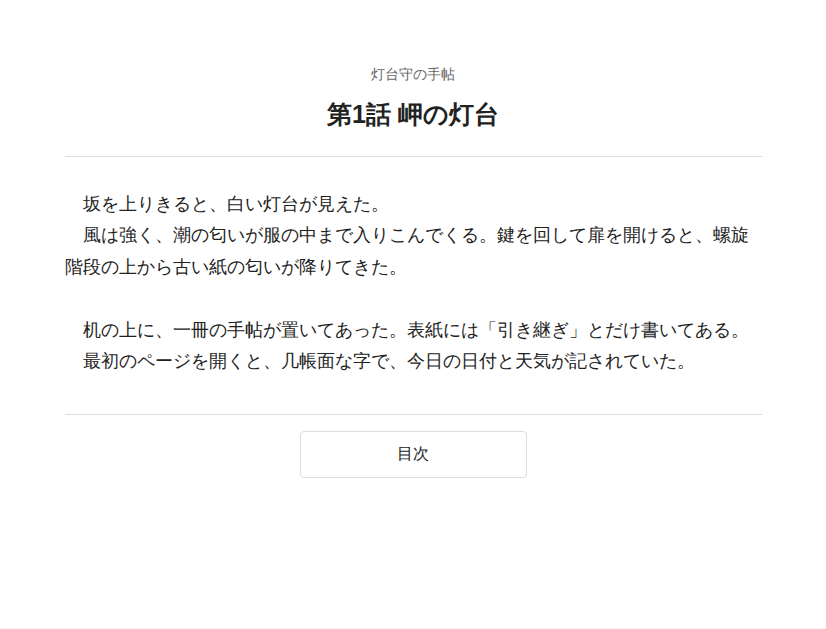 灯台守の手帖
第1話 岬の灯台
　坂を上りきると、白い灯台が見えた。
　風は強く、潮の匂いが服の中まで入りこんでくる。鍵を回して扉を開けると、螺旋
階段の上から古い紙の匂いが降りてきた。
　机の上に、一冊の手帖が置いてあった。表紙には「引き継ぎ」とだけ書いてある。
　最初のページを開くと、几帳面な字で、今日の日付と天気が記されていた。
目次